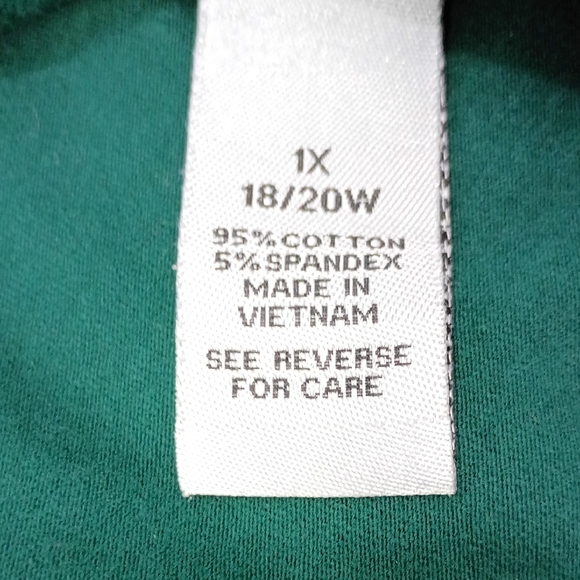 1X
18/20W
95% COTTON
5% SPANDEX
MADE IN
VIETNAM
SEE REVERSE
FOR CARE